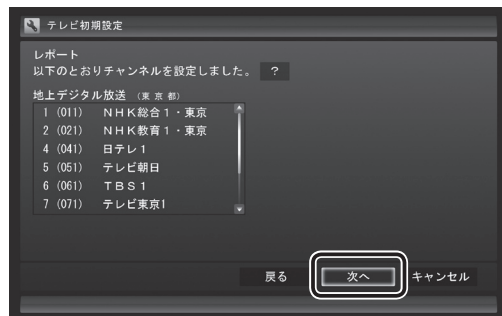 テレビ初期設定
レポート
以下のとおりチャンネルを設定しました。 ?
地上デジタル放送 (東京都)
1 (011) NHK総合1・東京
2 (021) NHK教育1・東京
4 (041) 日テレ1
5 (051) テレビ朝日
6 (061) TBS1
7 (071) テレビ東京1
戻る 次へ キャンセル